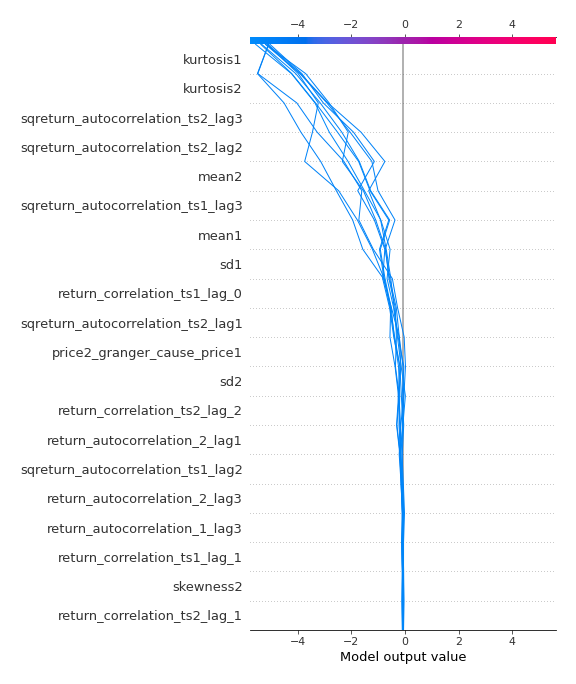 −4 −2 0 2 4
kurtosis1
kurtosis2
sqreturn_autocorrelation_ts2_lag3
sqreturn_autocorrelation_ts2_lag2
mean2
sqreturn_autocorrelation_ts1_lag3
mean1
sd1
return_correlation_ts1_lag_0
sqreturn_autocorrelation_ts2_lag1
price2_granger_cause_price1
sd2
return_correlation_ts2_lag_2
return_autocorrelation_2_lag1
sqreturn_autocorrelation_ts1_lag2
return_autocorrelation_2_lag3
return_autocorrelation_1_lag3
return_correlation_ts1_lag_1
skewness2
return_correlation_ts2_lag_1
−4 −2 0 2 4
Model output value